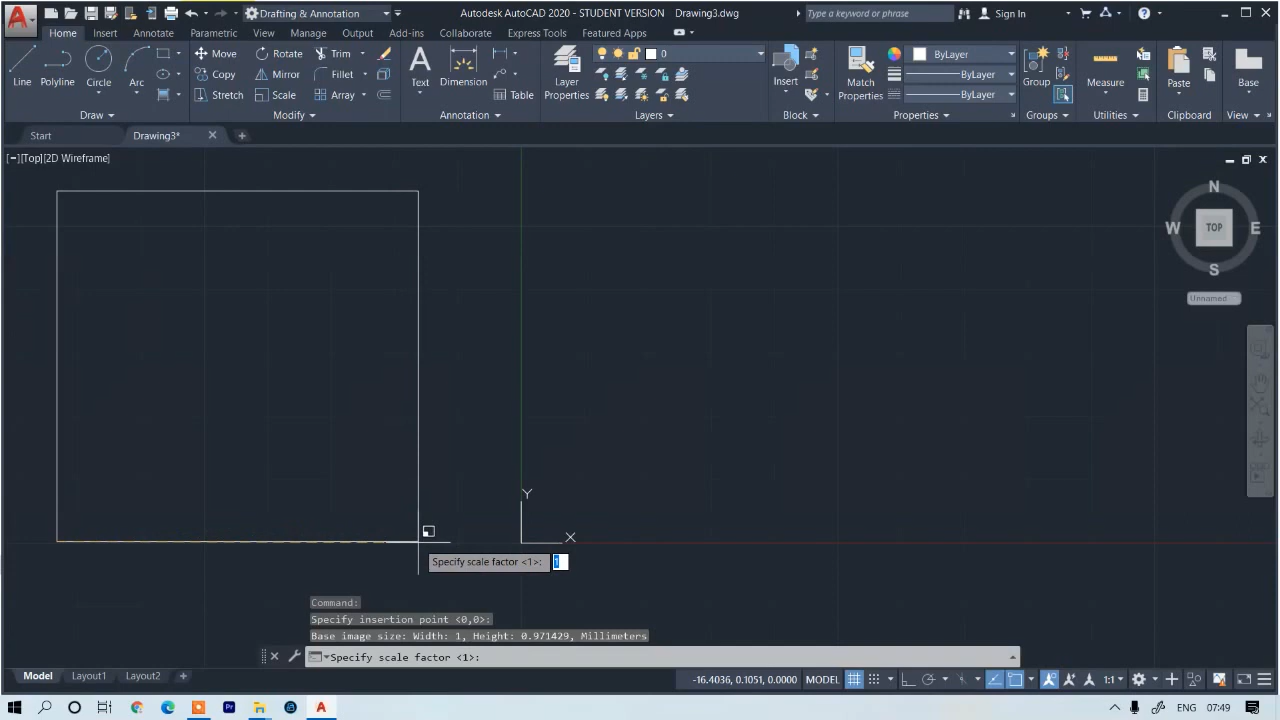 Drafting & Annotation
Autodesk AutoCAD 2020 - STUDENT VERSION Drawing3.dwg
Type a keyword or phrase
Sign In
Home Insert Annotate Parametric View Manage Output Add-ins Collaborate Express Tools Featured Apps
Line
Polyline
Circle
Arc
Move
Copy
Stretch
Rotate
Mirror
Scale
Trim
Fillet
Array
Text
Dimension
Table
Layer
Properties
0
Insert
Match
Properties
ByLayer
ByLayer
ByLayer
Group
Measure
Paste
Base
Draw Modify Annotation Layers Block Properties Groups Utilities Clipboard View
Start Drawing3*
[−][Top][2D Wireframe]
N
W TOP E
S
Unnamed
Y
X
Specify scale factor <1>: 1
Command:
Specify insertion point <0,0>:
Base image size: Width: 1, Height: 0.971429, Millimeters
Specify scale factor <1>:
Model Layout1 Layout2
-16.4036, 0.1051, 0.0000 MODEL 1:1
Pr
A
ENG 07:49